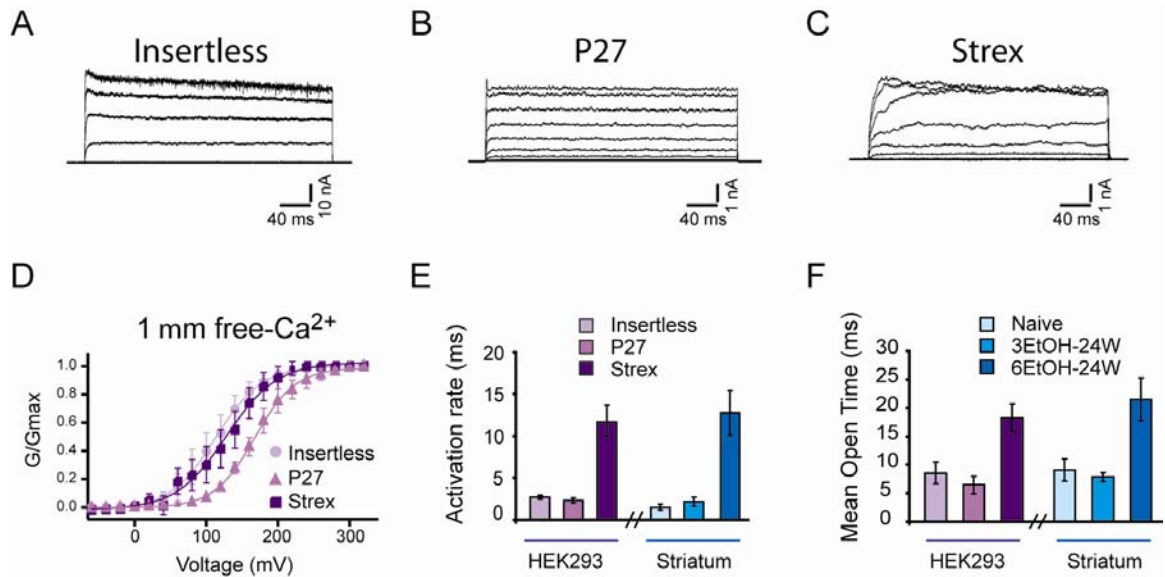 A
Insertless
40 ms
10 nA
B
P27
40 ms
1 nA
C
Strex
40 ms
1 nA
D
1 mm free-Ca²⁺
G/Gmax
1.0
0.8
0.6
0.4
0.2
0.0
Insertless
P27
Strex
0 100 200 300
Voltage (mV)
E
Insertless
P27
Strex
Activation rate (ms)
20
15
10
5
0
HEK293 Striatum
F
Naive
3EtOH-24W
6EtOH-24W
Mean Open Time (ms)
30
25
20
15
10
5
0
HEK293 Striatum